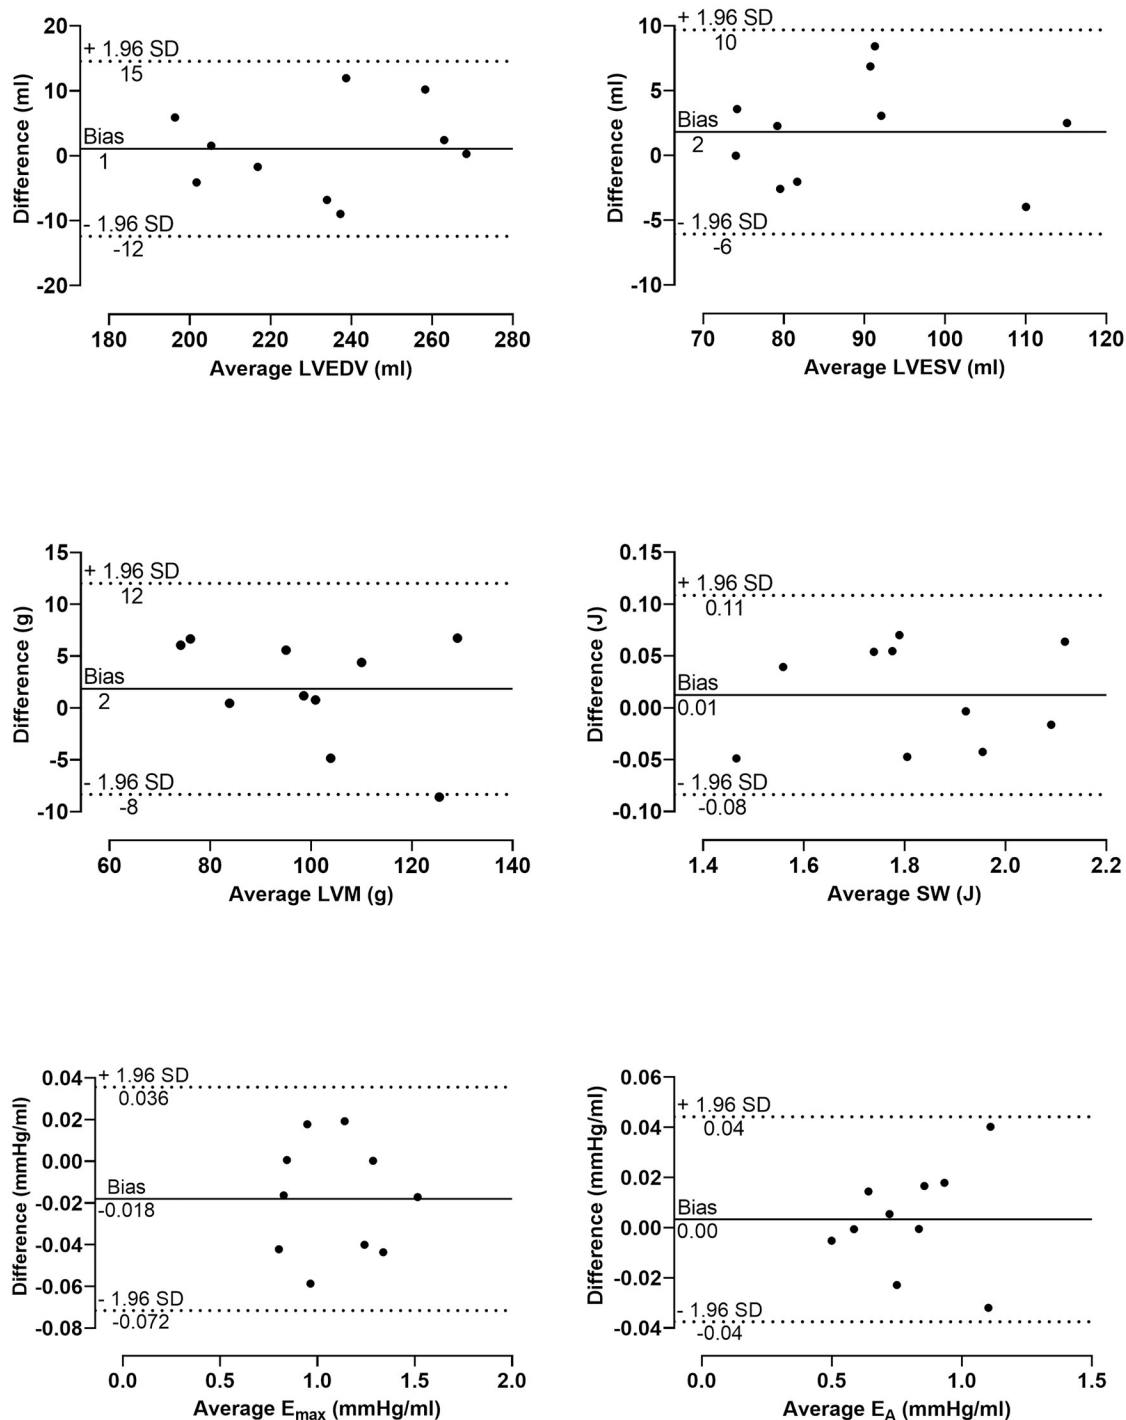 Difference (ml)
20
10
0
-10
-20
+ 1.96 SD
15
Bias
1
- 1.96 SD
-12
180 200 220 240 260 280
Average LVEDV (ml)
Difference (ml)
10
5
0
-5
-10
+ 1.96 SD
10
Bias
2
- 1.96 SD
-6
70 80 90 100 110 120
Average LVESV (ml)
Difference (g)
15
10
5
0
-5
-10
+ 1.96 SD
12
Bias
2
- 1.96 SD
-8
60 80 100 120 140
Average LVM (g)
Difference (J)
0.15
0.10
0.05
0.00
-0.05
-0.10
+ 1.96 SD
0.11
Bias
0.01
- 1.96 SD
-0.08
1.4 1.6 1.8 2.0 2.2
Average SW (J)
Difference (mmHg/ml)
0.04
0.02
0.00
-0.02
-0.04
-0.06
-0.08
+ 1.96 SD
0.036
Bias
-0.018
- 1.96 SD
-0.072
0.0 0.5 1.0 1.5 2.0
Average Emax (mmHg/ml)
Difference (mmHg/ml)
0.06
0.04
0.02
0.00
-0.02
-0.04
+ 1.96 SD
0.04
Bias
0.00
- 1.96 SD
-0.04
0.0 0.5 1.0 1.5
Average EA (mmHg/ml)